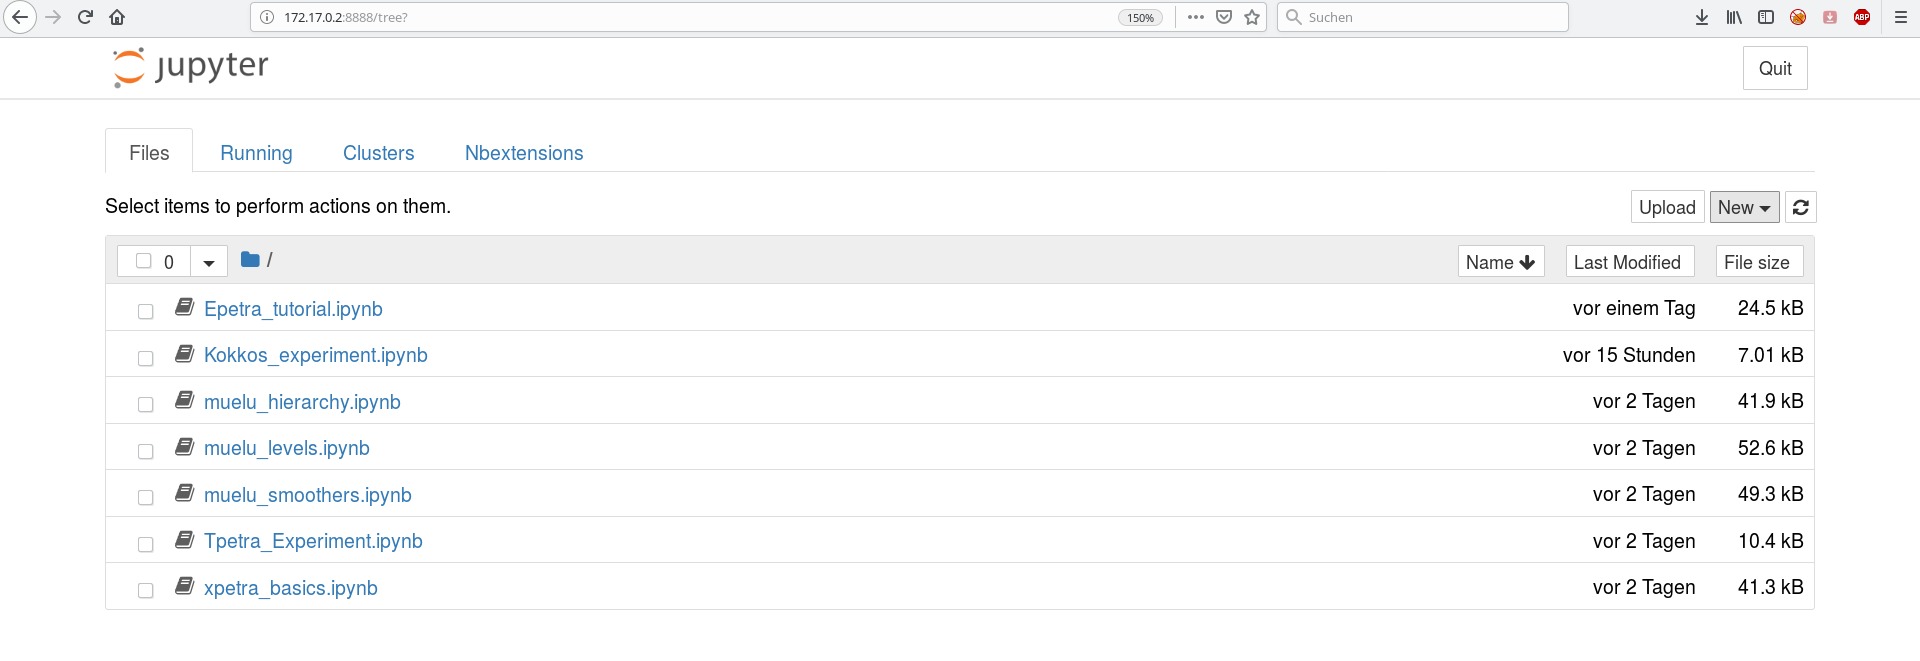 172.17.0.2:8888/tree? 150% Suchen
ABP
jupyter Quit
Files Running Clusters Nbextensions
Select items to perform actions on them. Upload New
0 / Name Last Modified File size
Epetra_tutorial.ipynb vor einem Tag 24.5 kB
Kokkos_experiment.ipynb vor 15 Stunden 7.01 kB
muelu_hierarchy.ipynb vor 2 Tagen 41.9 kB
muelu_levels.ipynb vor 2 Tagen 52.6 kB
muelu_smoothers.ipynb vor 2 Tagen 49.3 kB
Tpetra_Experiment.ipynb vor 2 Tagen 10.4 kB
xpetra_basics.ipynb vor 2 Tagen 41.3 kB